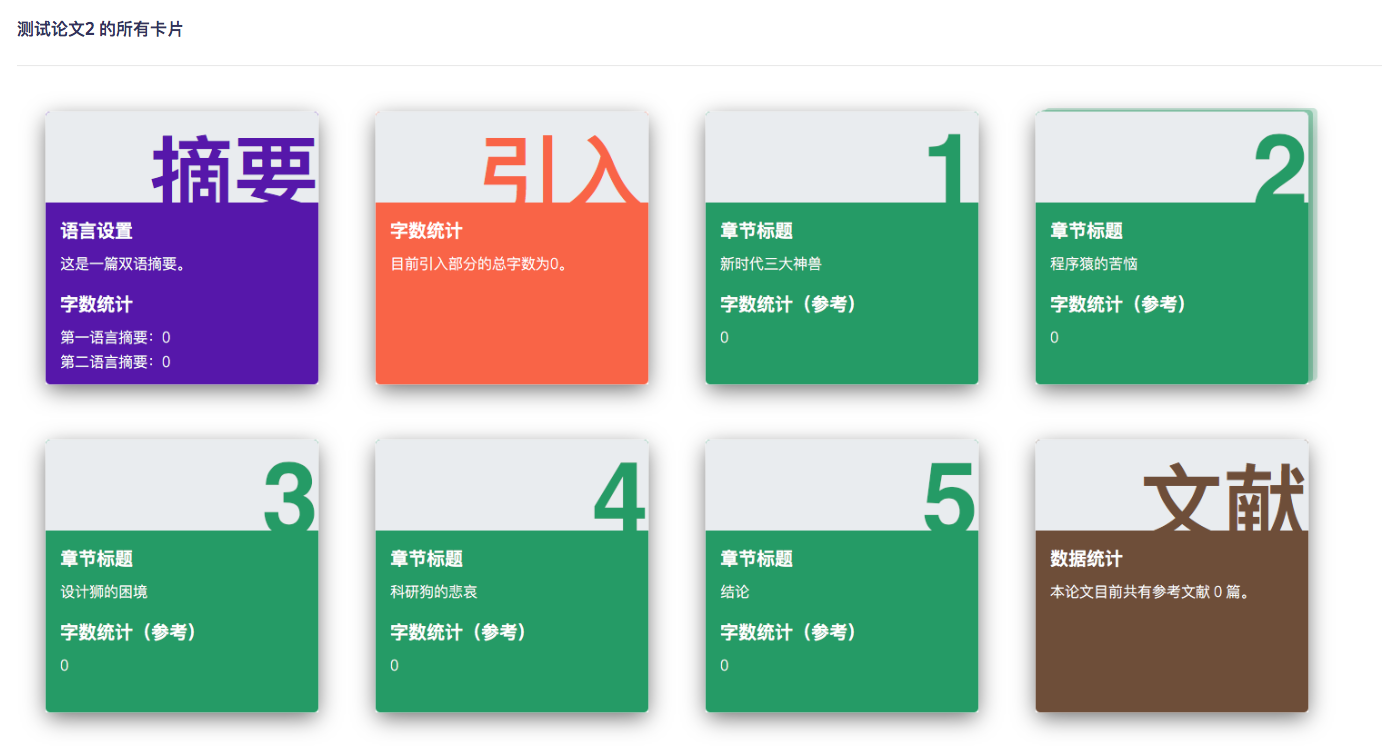 测试论文2 的所有卡片
摘要
语言设置
这是一篇双语摘要。
字数统计
第一语言摘要：0
第二语言摘要：0
引入
字数统计
目前引入部分的总字数为0。
1
章节标题
新时代三大神兽
字数统计（参考）
0
2
章节标题
程序猿的苦恼
字数统计（参考）
0
3
章节标题
设计狮的困境
字数统计（参考）
0
4
章节标题
科研狗的悲哀
字数统计（参考）
0
5
章节标题
结论
字数统计（参考）
0
文献
数据统计
本论文目前共有参考文献 0 篇。